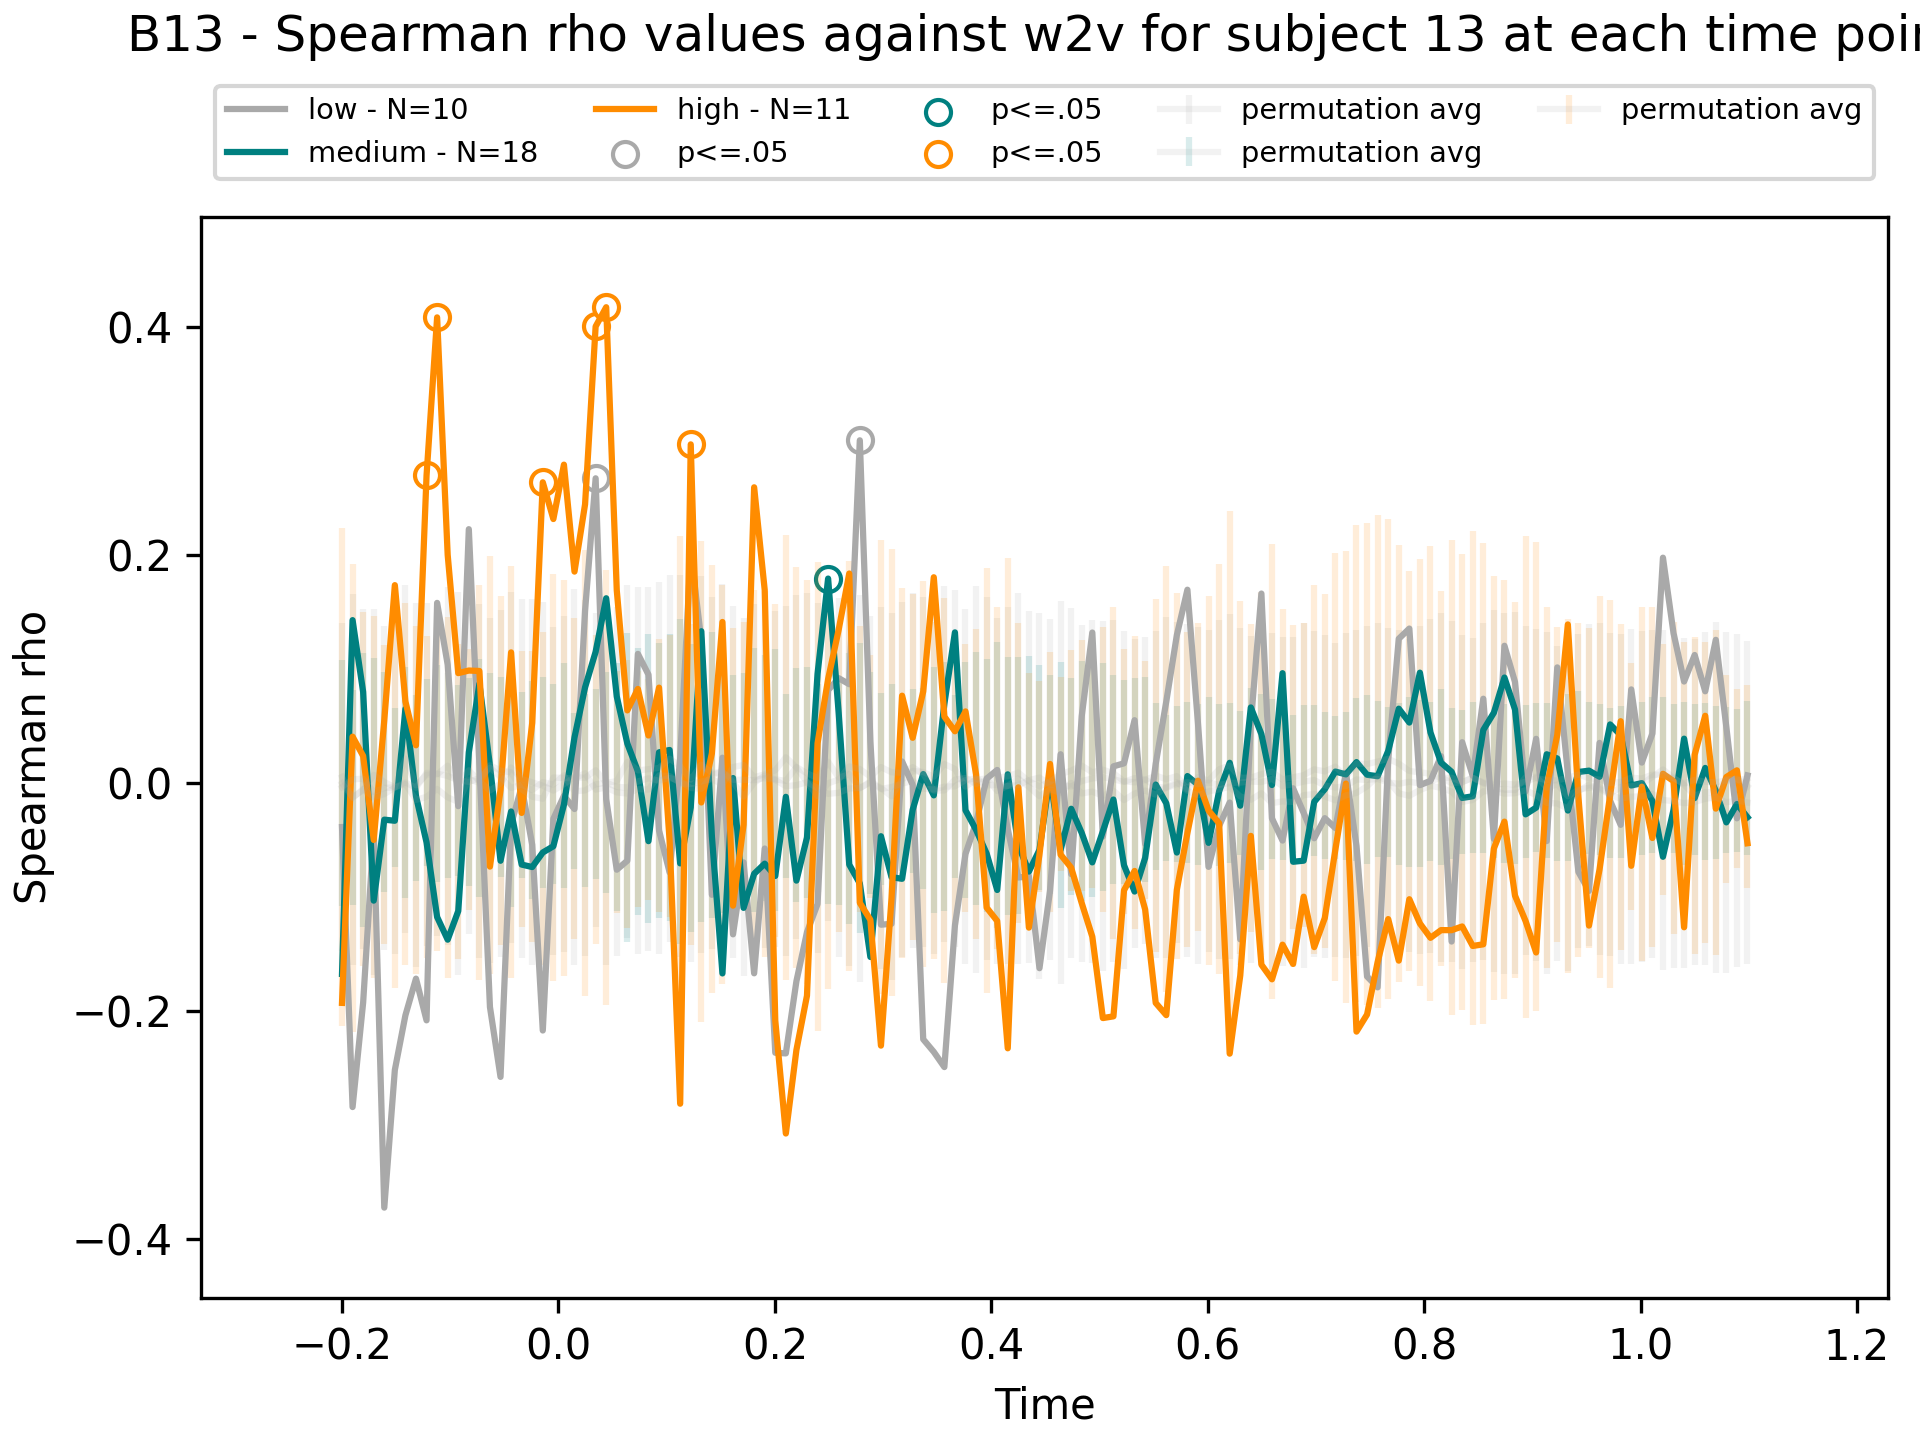 B13 - Spearman rho values against w2v for subject 13 at each time
low - N=10
medium - N=18
high - N=11
p<=.05
p<=.05
p<=.05
permutation avg
permutation avg
permutation avg
Spearman rho
0.4
0.2
0.0
−0.2
−0.4
−0.2 0.0 0.2 0.4 0.6 0.8 1.0 1.2
Time